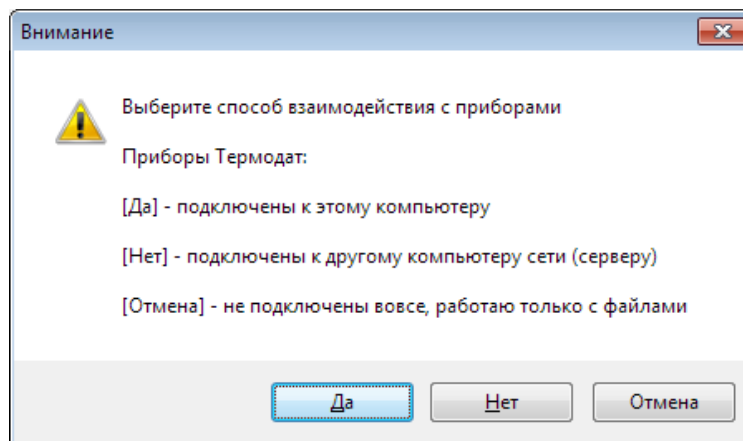 Внимание
Выберите способ взаимодействия с приборами
Приборы Термодат:
[Да] - подключены к этому компьютеру
[Нет] - подключены к другому компьютеру сети (серверу)
[Отмена] - не подключены вовсе, работаю только с файлами
Да Нет Отмена